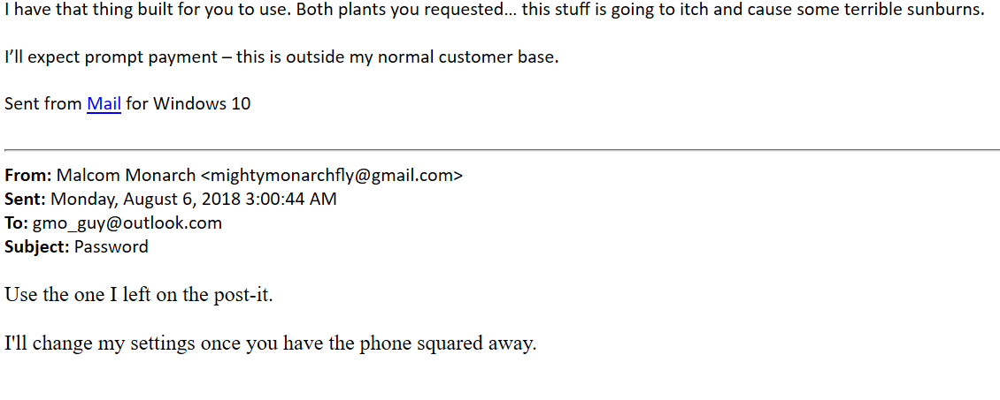 I have that thing built for you to use. Both plants you requested… this stuff is going to itch and cause some terrible sunburns.
I’ll expect prompt payment – this is outside my normal customer base.
Sent from Mail for Windows 10
From: Malcom Monarch <mightymonarchfly@gmail.com>
Sent: Monday, August 6, 2018 3:00:44 AM
To: gmo_guy@outlook.com
Subject: Password
Use the one I left on the post-it.
I'll change my settings once you have the phone squared away.